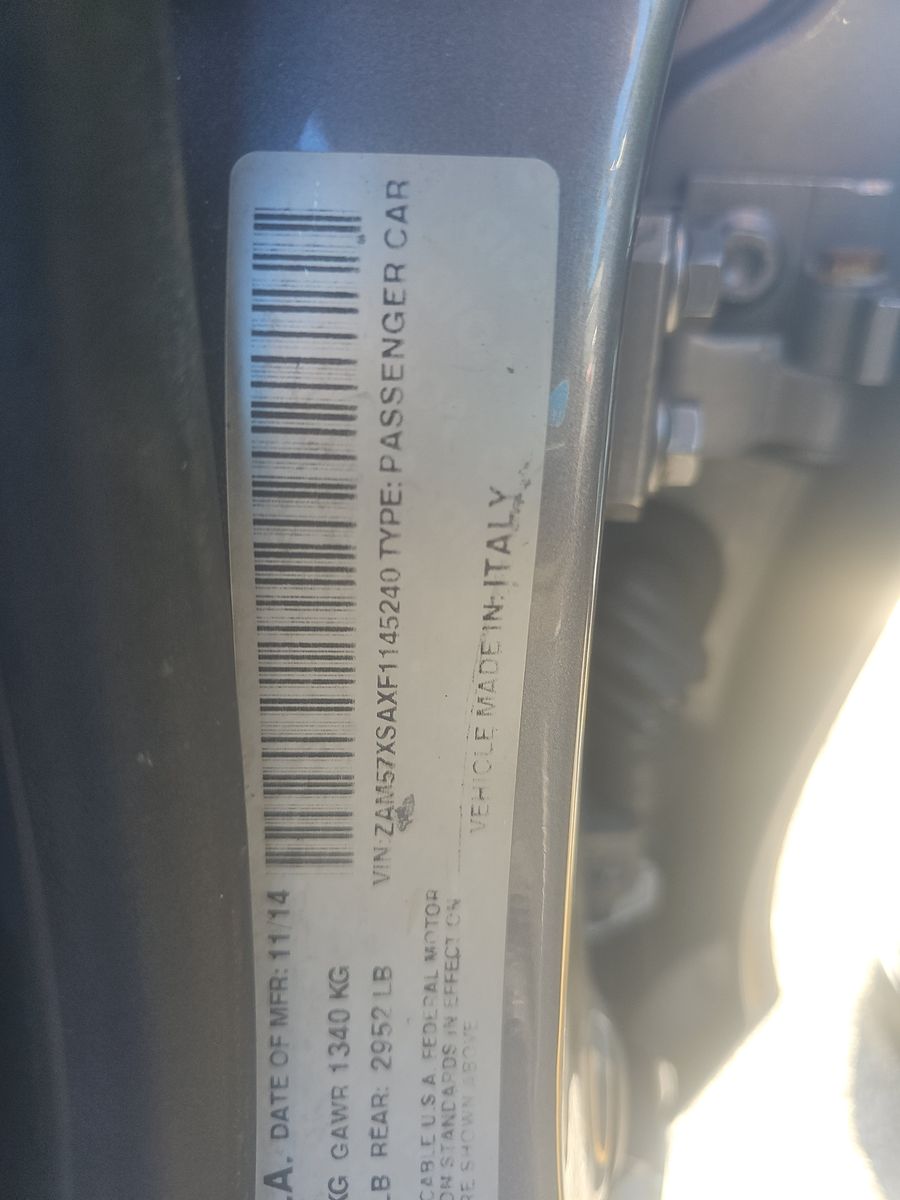 .A. DATE OF MFR: 11/14
KG GAWR 1340 KG
LB REAR: 2952 LB
CABLE U.S.A. FEDERAL MOTOR
ON STANDARDS IN EFFECT ON
RE SHOWN ABOVE
VIN: ZAM57XSAXF1145240 TYPE: PASSENGER CAR
VEHICLE MADE IN: ITALY